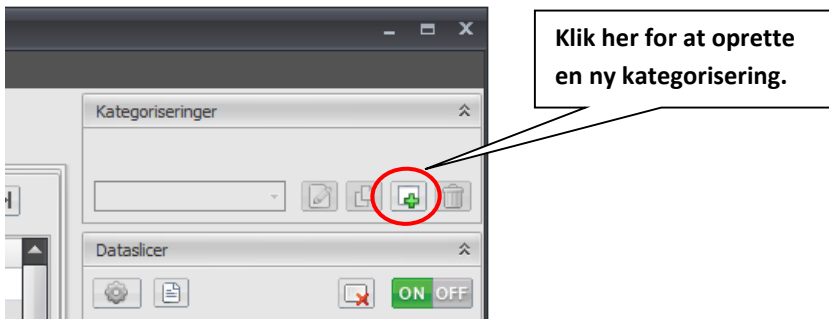 Klik her for at oprette
en ny kategorisering.
Kategoriseringer
Dataslicer
ON OFF